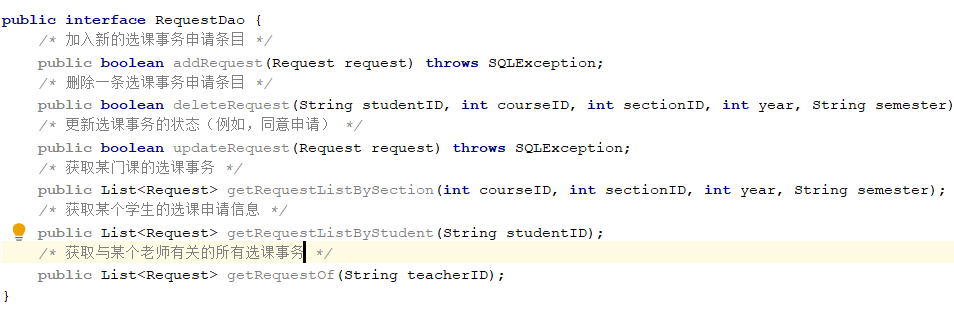 public interface RequestDao {
/* 加入新的选课事务申请条目 */
public boolean addRequest(Request request) throws SQLException;
/* 删除一条选课事务申请条目 */
public boolean deleteRequest(String studentID, int courseID, int sectionID, int year, String semester)
/* 更新选课事务的状态（例如，同意申请） */
public boolean updateRequest(Request request) throws SQLException;
/* 获取某门课的选课事务 */
public List<Request> getRequestListBySection(int courseID, int sectionID, int year, String semester);
/* 获取某个学生的选课申请信息 */
public List<Request> getRequestListByStudent(String studentID);
/* 获取与某个老师有关的所有选课事务 */
public List<Request> getRequestOf(String teacherID);
}